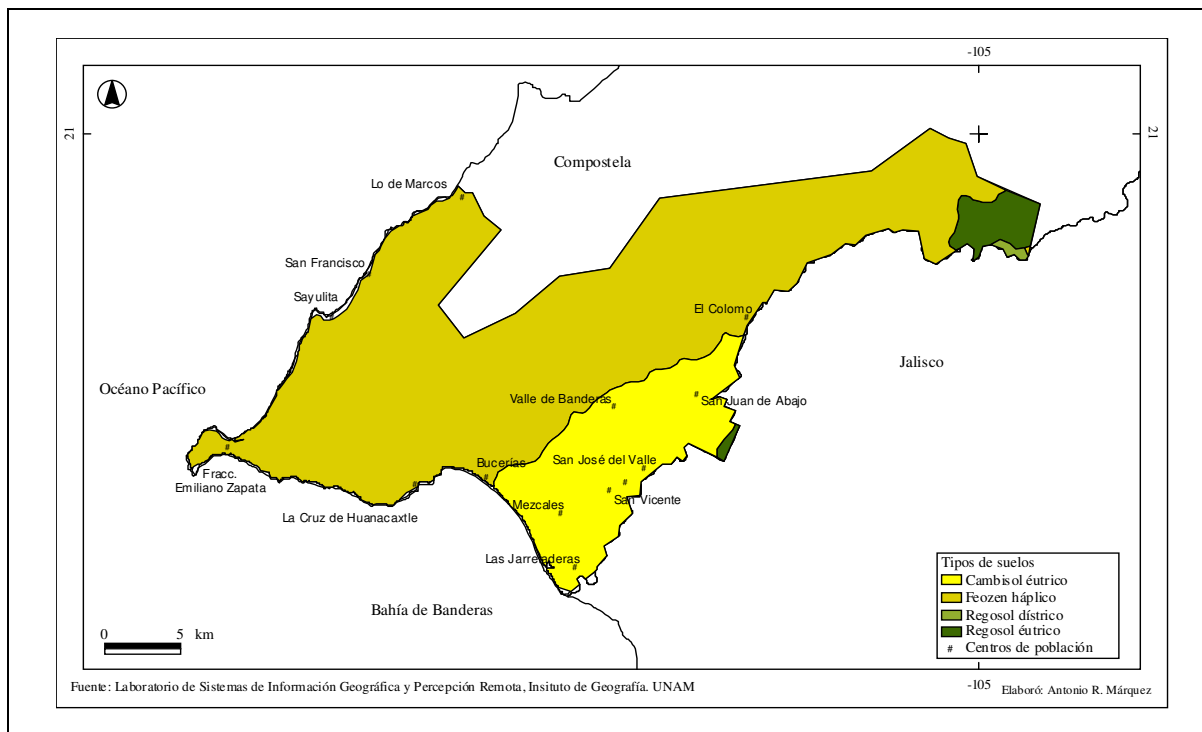 -105
21
21
Compostela
Lo de Marcos
San Francisco
Sayulita
El Colomo
Jalisco
Océano Pacífico
Valle de Banderas
San Juan de Abajo
San José del Valle
Bucerías
Fracc.
Emiliano Zapata
San Vicente
Mezcales
La Cruz de Huanacaxtle
Las Jarretaderas
Bahía de Banderas
Tipos de suelos
Cambisol éutrico
Feozen háplico
Regosol dístrico
Regosol éutrico
# Centros de población
0 5 km
Fuente: Laboratorio de Sistemas de Información Geográfica y Percepción Remota, Insituto de Geografía. UNAM
-105
Elaboró: Antonio R. Márquez